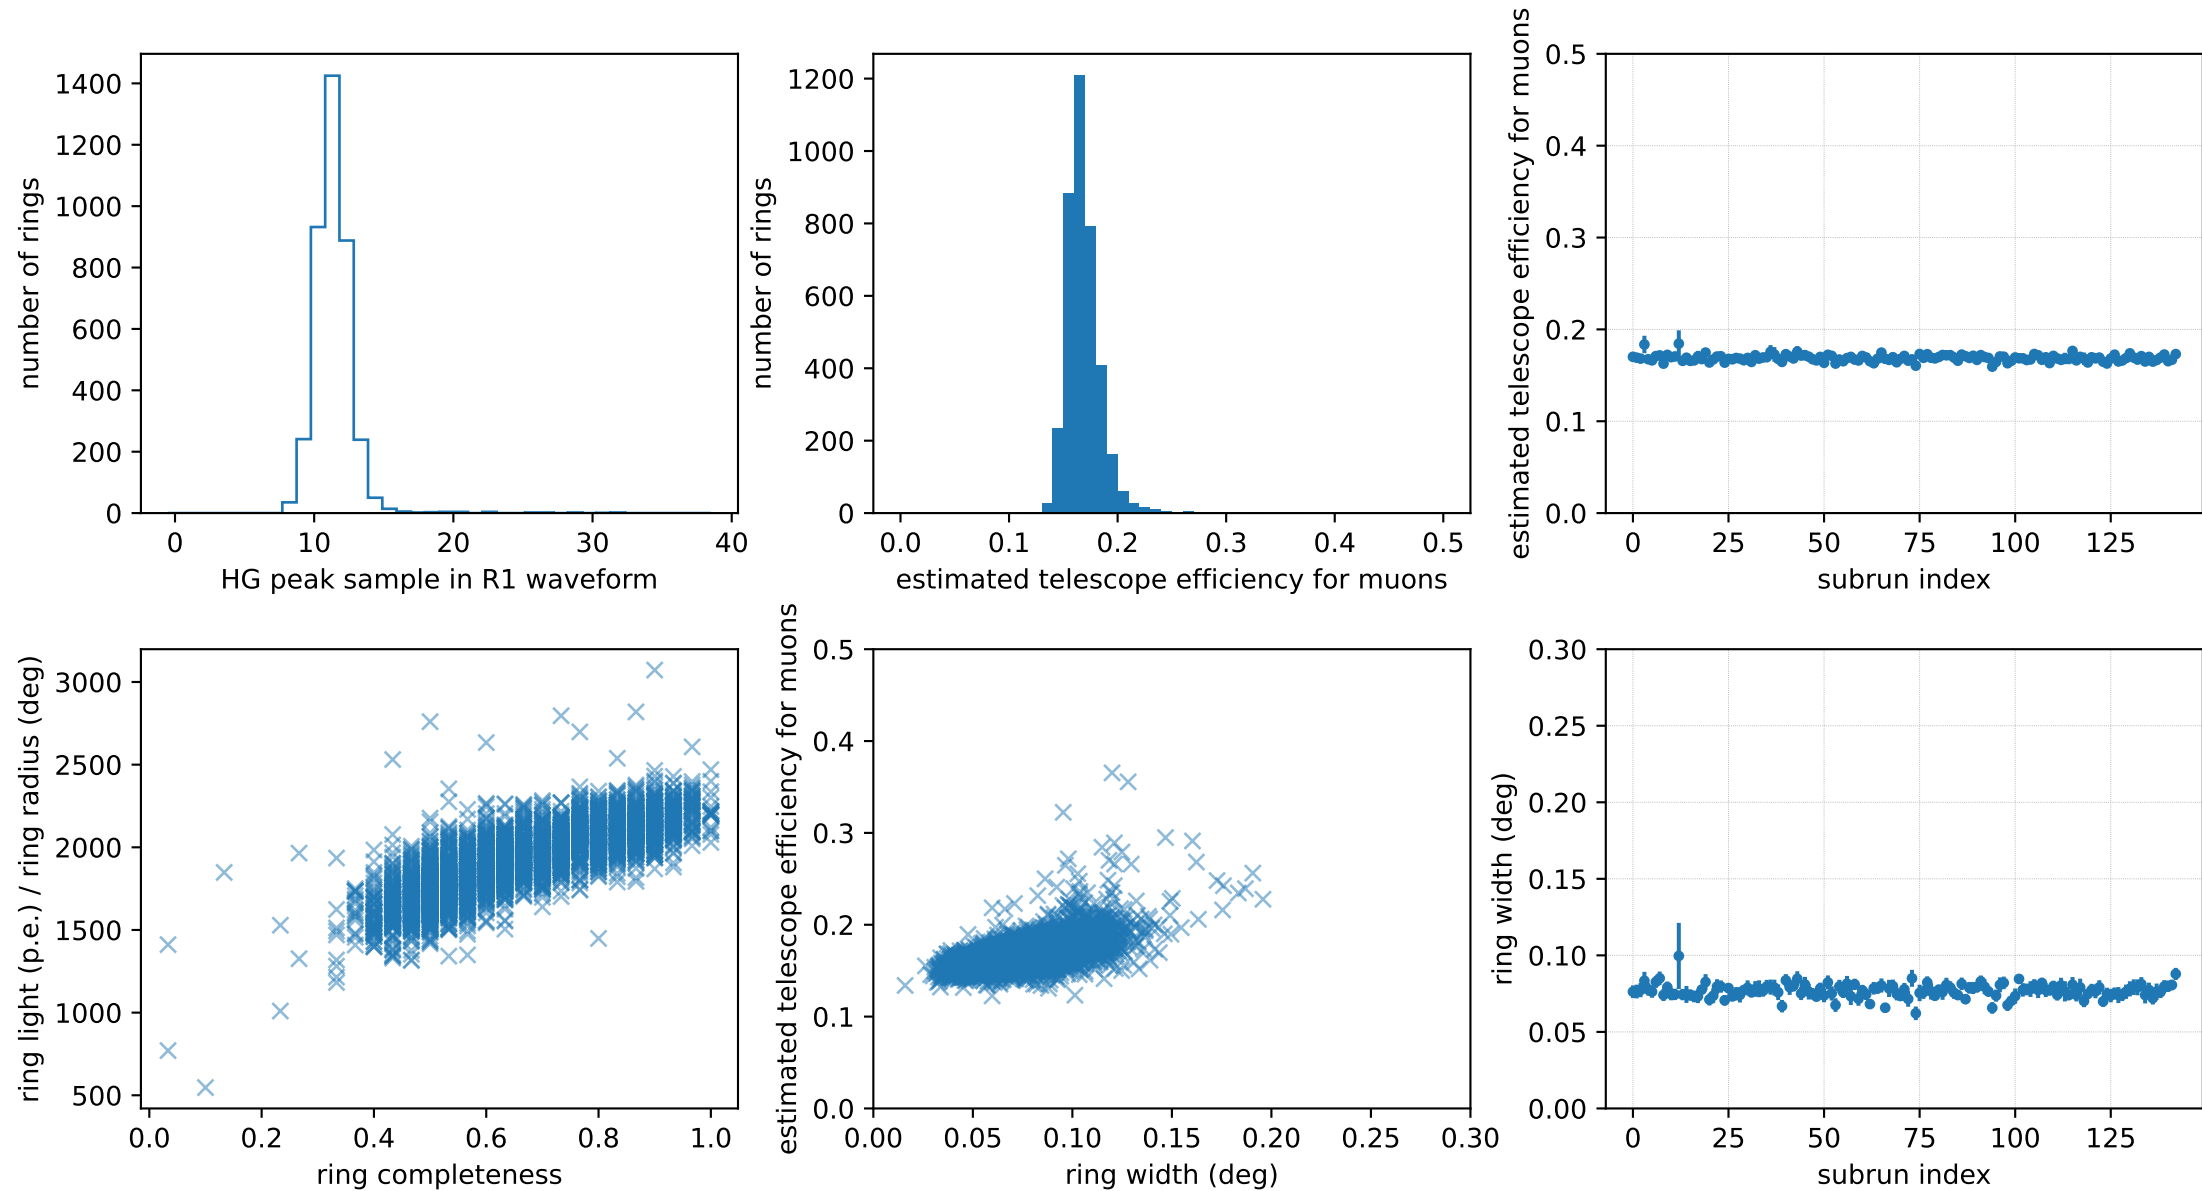 number of rings
1400
1200
1000
800
600
400
200
0
0 10 20 30 40
HG peak sample in R1 waveform
number of rings
1200
1000
800
600
400
200
0
0.0 0.1 0.2 0.3 0.4 0.5
estimated telescope efficiency for muons
estimated telescope efficiency for muons
0.5
0.4
0.3
0.2
0.1
0.0
0 25 50 75 100 125
subrun index
ring light (p.e.) / ring radius (deg)
3000
2500
2000
1500
1000
500
0.0 0.2 0.4 0.6 0.8 1.0
ring completeness
estimated telescope efficiency for muons
0.5
0.4
0.3
0.2
0.1
0.0
0.00 0.05 0.10 0.15 0.20 0.25 0.30
ring width (deg)
ring width (deg)
0.30
0.25
0.20
0.15
0.10
0.05
0.00
0 25 50 75 100 125
subrun index